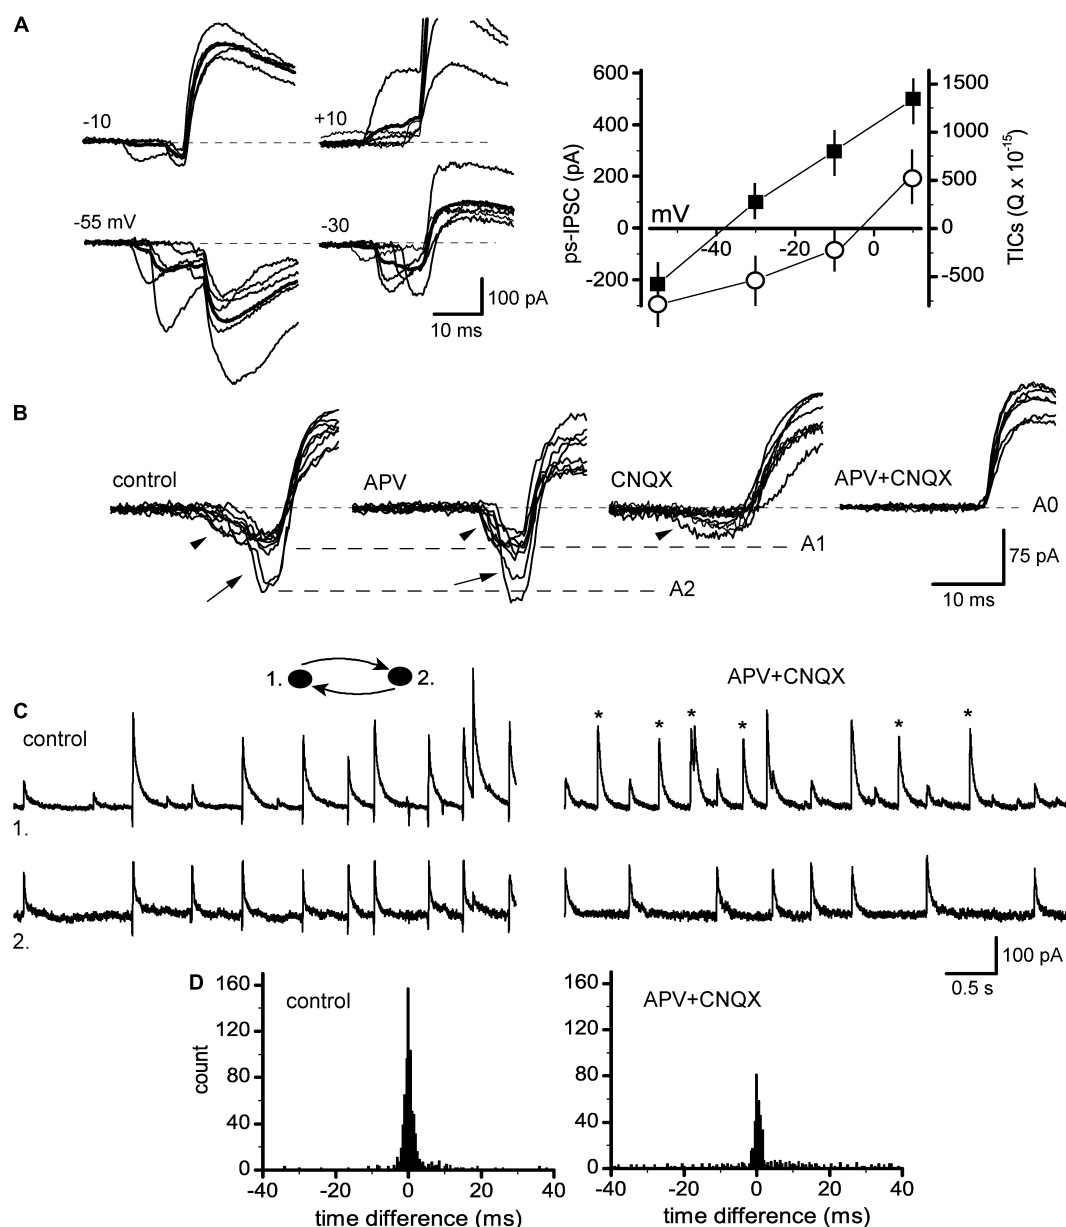 A
-10
+10
-55 mV
-30
100 pA
10 ms
600
400
200
0
-200
ps-IPSC (pA)
mV
-40
-20
0
1500
1000
500
0
-500
TICs (Q x 10-15)
B
control
APV
CNQX
APV+CNQX
A0
A1
A2
75 pA
10 ms
1.
2.
APV+CNQX
C
control
* * * * * *
1.
2.
100 pA
0.5 s
D
control
160
120
80
40
0
count
-40
-20
0
20
40
time difference (ms)
APV+CNQX
160
120
80
40
0
-40
-20
0
20
40
time difference (ms)